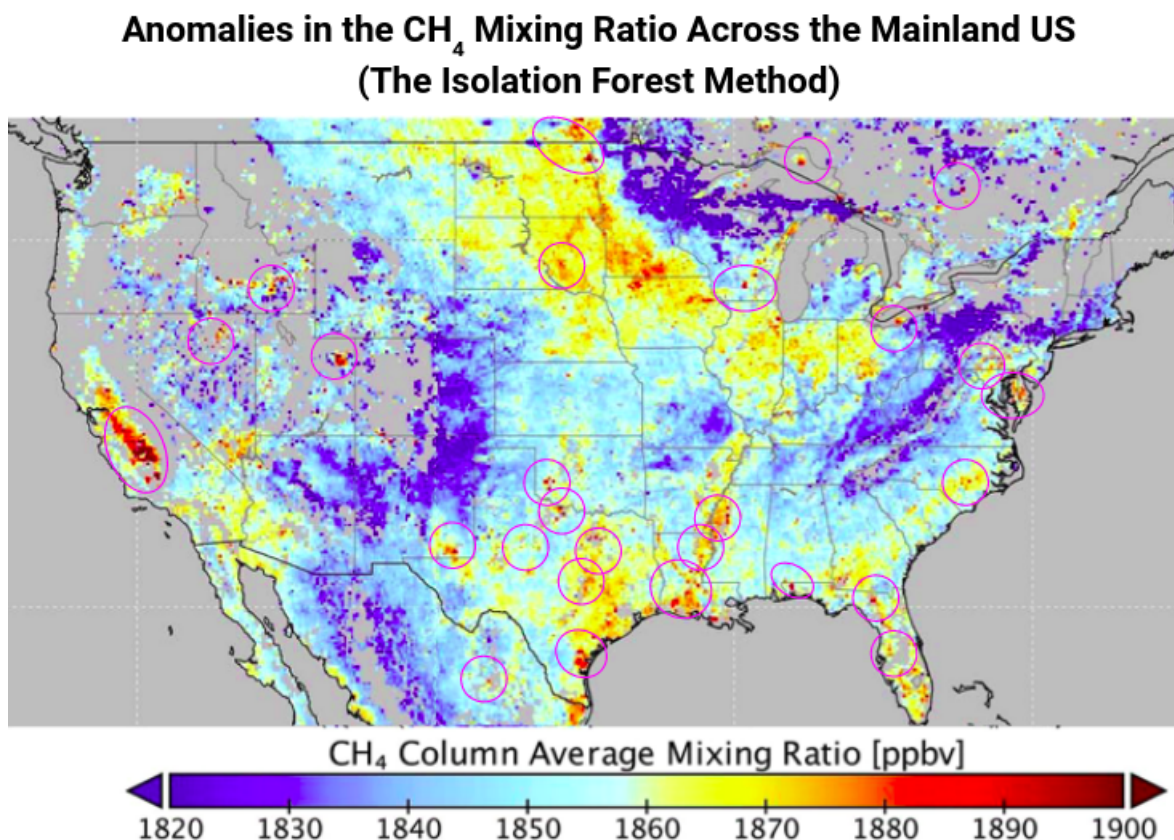 Anomalies in the CH₄ Mixing Ratio Across the Mainland US
(The Isolation Forest Method)
CH₄ Column Average Mixing Ratio [ppbv]
1820 1830 1840 1850 1860 1870 1880 1890 1900